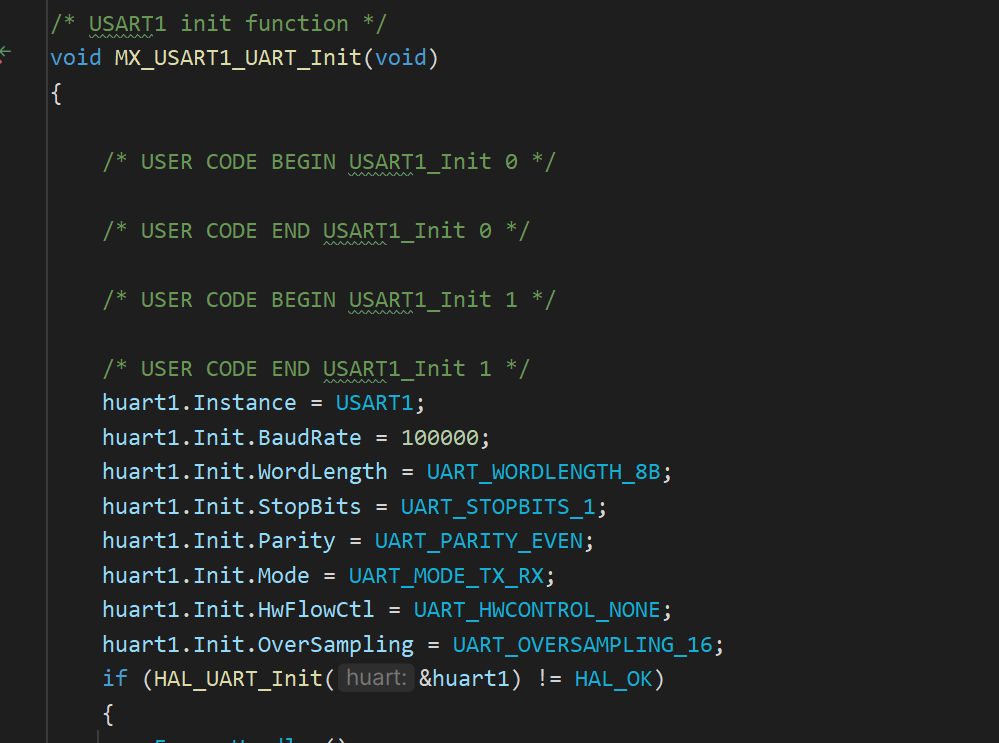 /* USART1 init function */
void MX_USART1_UART_Init(void)
{
/* USER CODE BEGIN USART1_Init 0 */
/* USER CODE END USART1_Init 0 */
/* USER CODE BEGIN USART1_Init 1 */
/* USER CODE END USART1_Init 1 */
huart1.Instance = USART1;
huart1.Init.BaudRate = 100000;
huart1.Init.WordLength = UART_WORDLENGTH_8B;
huart1.Init.StopBits = UART_STOPBITS_1;
huart1.Init.Parity = UART_PARITY_EVEN;
huart1.Init.Mode = UART_MODE_TX_RX;
huart1.Init.HwFlowCtl = UART_HWCONTROL_NONE;
huart1.Init.OverSampling = UART_OVERSAMPLING_16;
if (HAL_UART_Init(huart: &huart1) != HAL_OK)
{